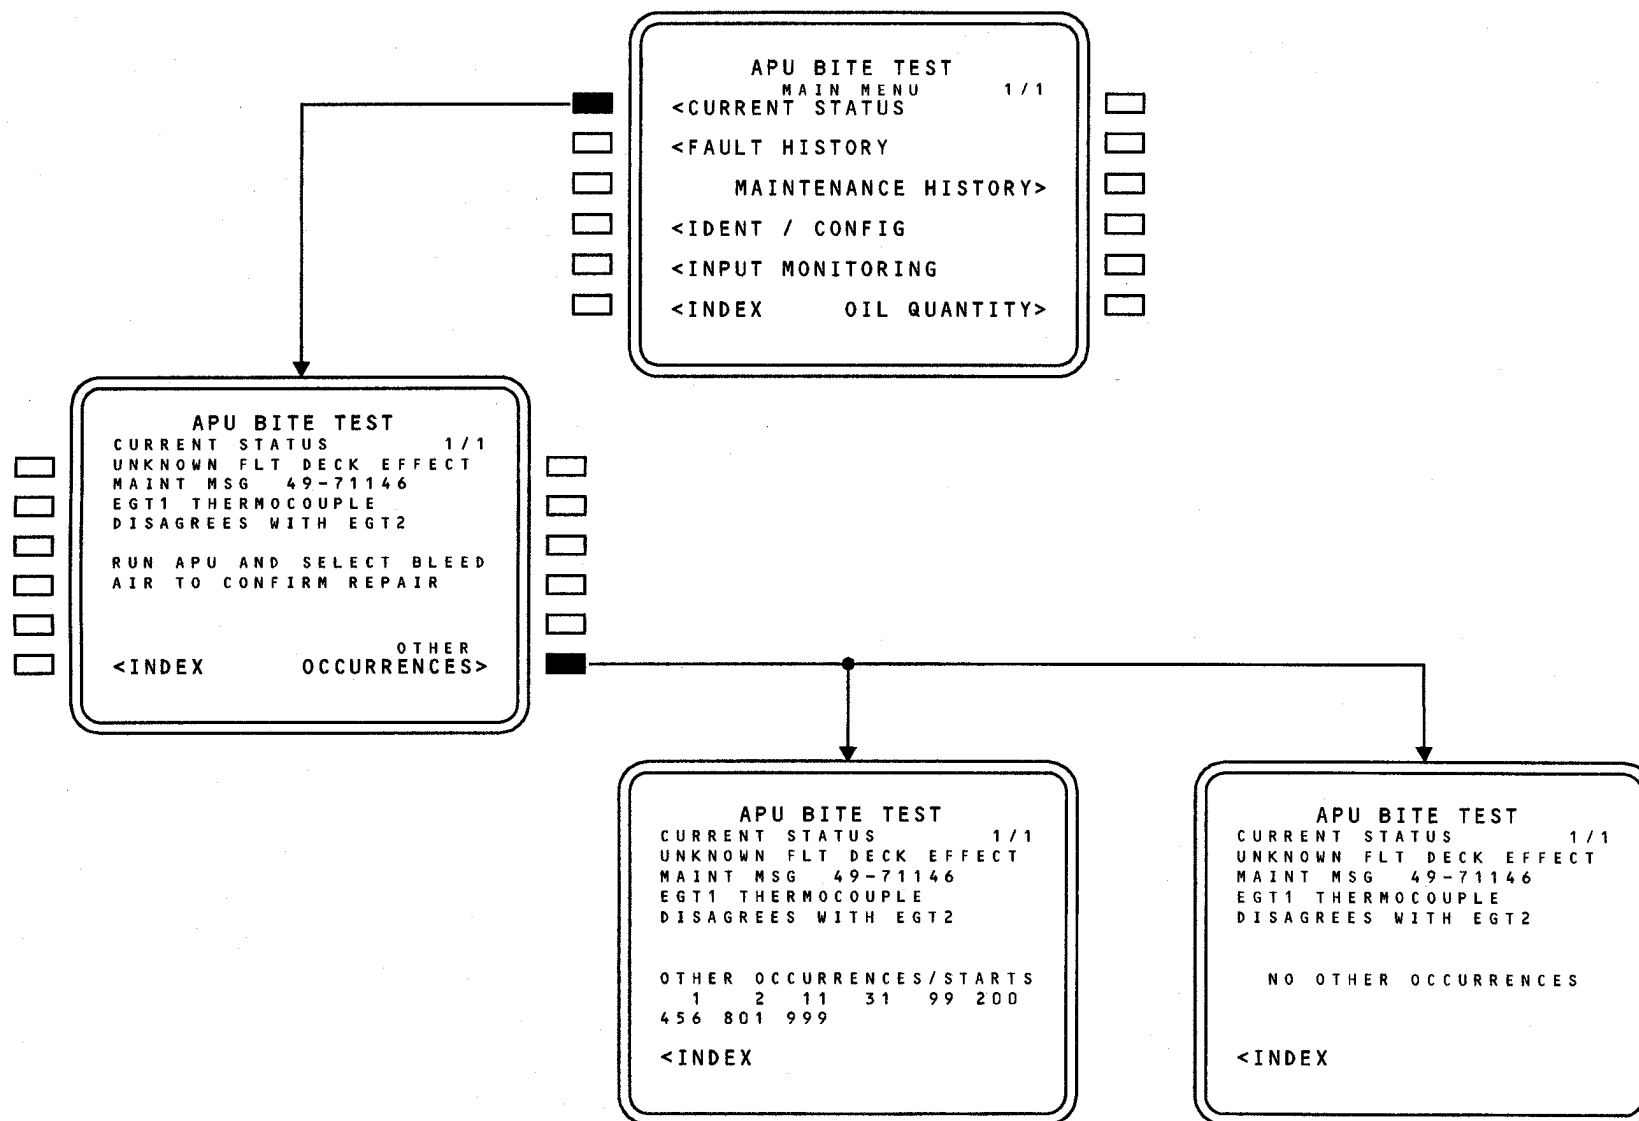 APU BITE TEST
MAIN MENU 1/1
<CURRENT STATUS
<FAULT HISTORY
MAINTENANCE HISTORY>
<IDENT / CONFIG
<INPUT MONITORING
<INDEX OIL QUANTITY>
APU BITE TEST
CURRENT STATUS 1/1
UNKNOWN FLT DECK EFFECT
MAINT MSG 49-71146
EGT1 THERMOCOUPLE
DISAGREES WITH EGT2
RUN APU AND SELECT BLEED
AIR TO CONFIRM REPAIR
OTHER
<INDEX OCCURRENCES>
APU BITE TEST
CURRENT STATUS 1/1
UNKNOWN FLT DECK EFFECT
MAINT MSG 49-71146
EGT1 THERMOCOUPLE
DISAGREES WITH EGT2
OTHER OCCURRENCES/STARTS
1 2 11 31 99 200
456 801 999
<INDEX
APU BITE TEST
CURRENT STATUS 1/1
UNKNOWN FLT DECK EFFECT
MAINT MSG 49-71146
EGT1 THERMOCOUPLE
DISAGREES WITH EGT2
NO OTHER OCCURRENCES
<INDEX